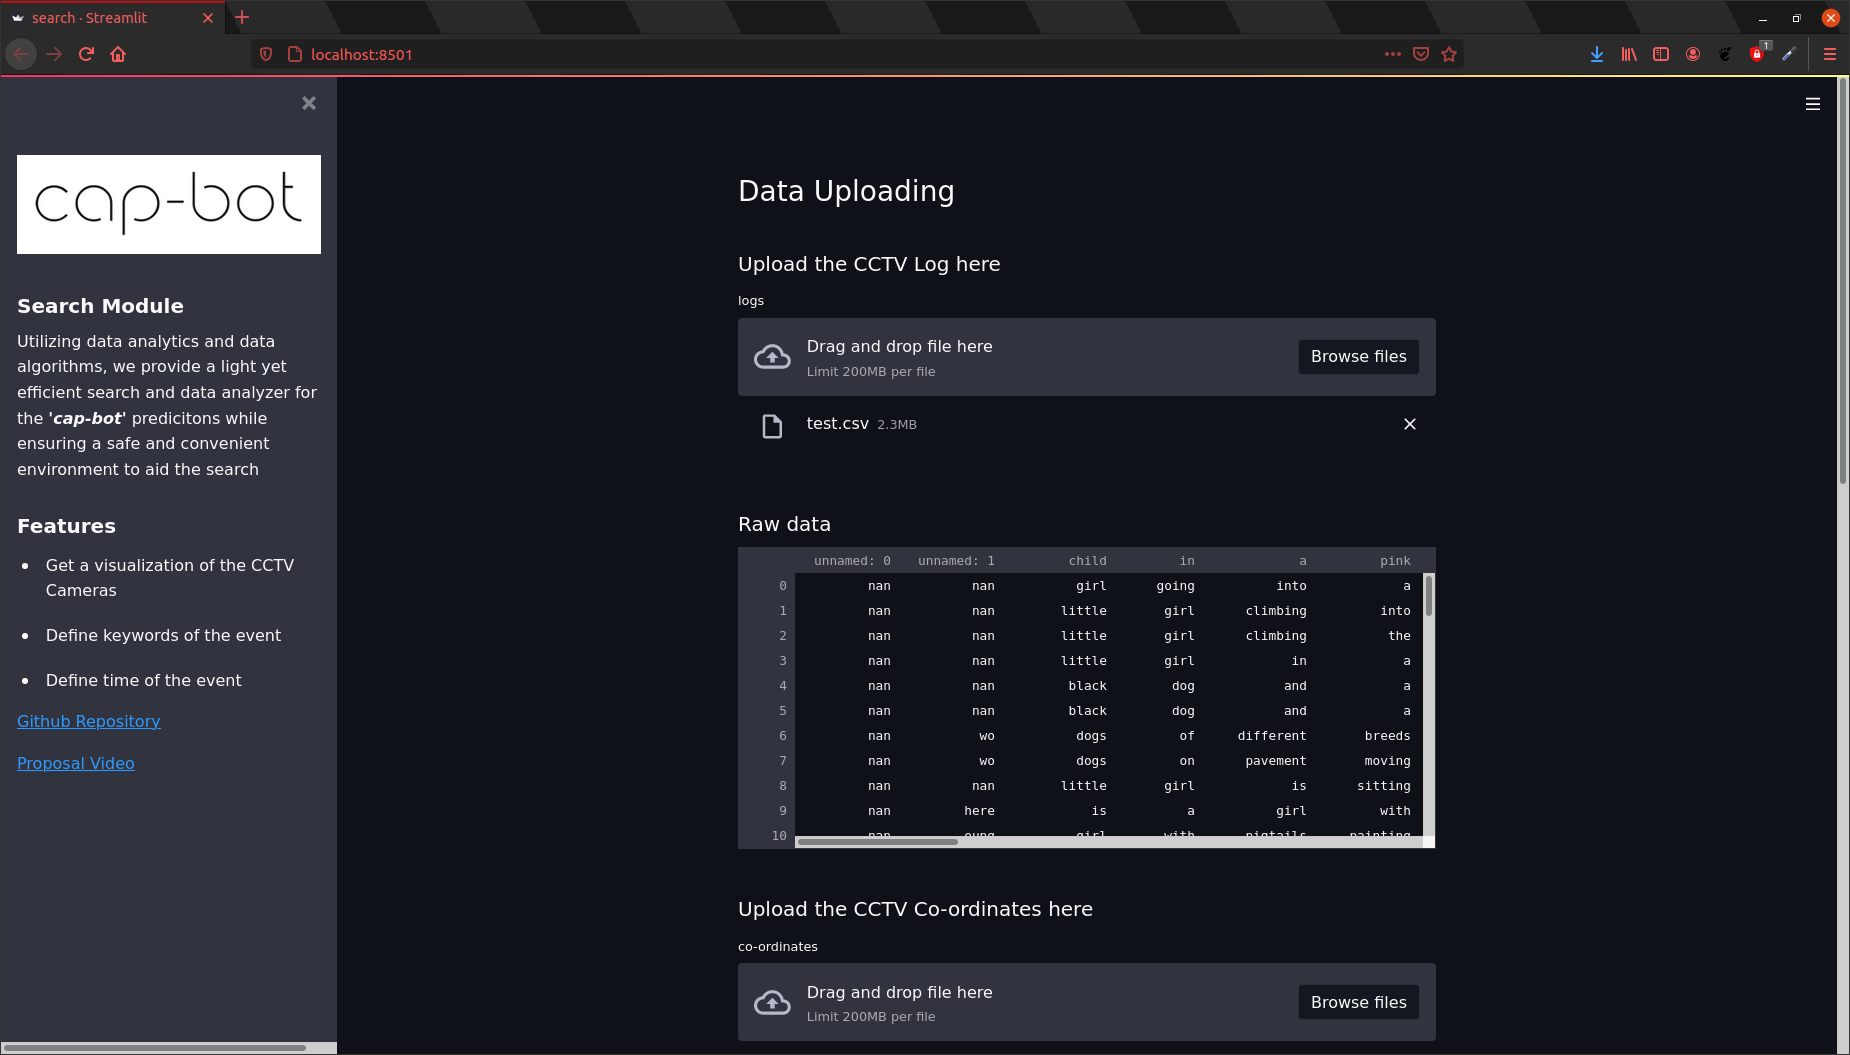 search · Streamlit
localhost:8501
1
cap-bot
Search Module
Utilizing data analytics and data
algorithms, we provide a light yet
efficient search and data analyzer for
the 'cap-bot' predicitons while
ensuring a safe and convenient
environment to aid the search
Features
Get a visualization of the CCTV
Cameras
Define keywords of the event
Define time of the event
Github Repository
Proposal Video
Data Uploading
Upload the CCTV Log here
logs
Drag and drop file here
Limit 200MB per file
Browse files
test.csv 2.3MB
Raw data
unnamed: 0 unnamed: 1 child in a pink
0 nan nan girl going into a
1 nan nan little girl climbing into
2 nan nan little girl climbing the
3 nan nan little girl in a
4 nan nan black dog and a
5 nan nan black dog and a
6 nan wo dogs of different breeds
7 nan wo dogs on pavement moving
8 nan nan little girl is sitting
9 nan here is a girl with
10 nan oung girl with pigtails painting
Upload the CCTV Co-ordinates here
co-ordinates
Drag and drop file here
Limit 200MB per file
Browse files